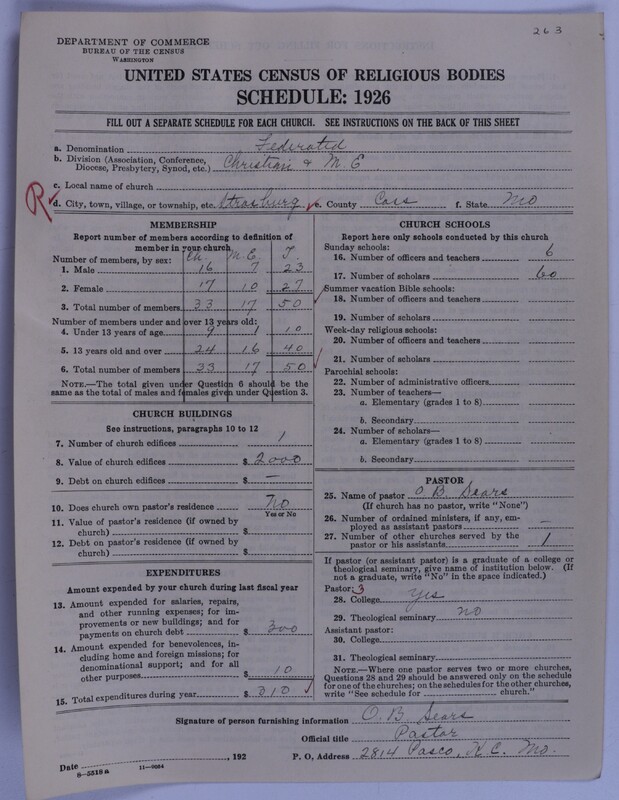 263
DEPARTMENT OF COMMERCE
BUREAU OF THE CENSUS
WASHINGTON
UNITED STATES CENSUS OF RELIGIOUS BODIES
SCHEDULE: 1926
FILL OUT A SEPARATE SCHEDULE FOR EACH CHURCH. SEE INSTRUCTIONS ON THE BACK OF THIS SHEET
a. Denomination Federated
b. Division (Association, Conference, Diocese, Presbytery, Synod, etc.) Christian & M.E
c. Local name of church
R d. City, town, village, or township, etc. Strasburg e. County Cass f. State Mo
MEMBERSHIP
Report number of members according to definition of member in your church
Number of members, by sex: Ch. M.E. T.
1. Male 16 7 23
2. Female 17 10 27
3. Total number of members 33 17 50
Number of members under and over 13 years old:
4. Under 13 years of age 9 1 10
5. 13 years old and over 24 16 40
6. Total number of members 33 17 50
NOTE.—The total given under Question 6 should be the same as the total of males and females given under Question 3.
CHURCH BUILDINGS
See instructions, paragraphs 10 to 12
7. Number of church edifices 1
8. Value of church edifices $ 2000
9. Debt on church edifices $ —
10. Does church own pastor's residence No
Yes or No
11. Value of pastor's residence (if owned by church) $
12. Debt on pastor's residence (if owned by church) $
EXPENDITURES
Amount expended by your church during last fiscal year
13. Amount expended for salaries, repairs, and other running expenses; for improvements or new buildings; and for payments on church debt $ 300
14. Amount expended for benevolences, including home and foreign missions; for denominational support; and for all other purposes $ 10
15. Total expenditures during year $ 310
CHURCH SCHOOLS
Report here only schools conducted by this church
Sunday schools:
16. Number of officers and teachers 6
17. Number of scholars 60
Summer vacation Bible schools:
18. Number of officers and teachers
19. Number of scholars
Week-day religious schools:
20. Number of officers and teachers
21. Number of scholars
Parochial schools:
22. Number of administrative officers
23. Number of teachers—
a. Elementary (grades 1 to 8)
b. Secondary
24. Number of scholars—
a. Elementary (grades 1 to 8)
b. Secondary
PASTOR
25. Name of pastor O. B. Sears
(If church has no pastor, write "None")
26. Number of ordained ministers, if any, employed as assistant pastors —
27. Number of other churches served by the pastor or his assistants 1
If pastor (or assistant pastor) is a graduate of a college or theological seminary, give name of institution below. (If not a graduate, write "No" in the space indicated.)
Pastor: 3
28. College Yes
29. Theological seminary no
Assistant pastor:
30. College
31. Theological seminary
NOTE.—Where one pastor serves two or more churches, Questions 28 and 29 should be answered only on the schedule for one of the churches; on the schedules for the other churches, write "See schedule for church."
Signature of person furnishing information O. B. Sears
Official title Pastor
Date , 192 P. O. Address 2814 Pasco, K.C. Mo.
8-5518a 11-9064